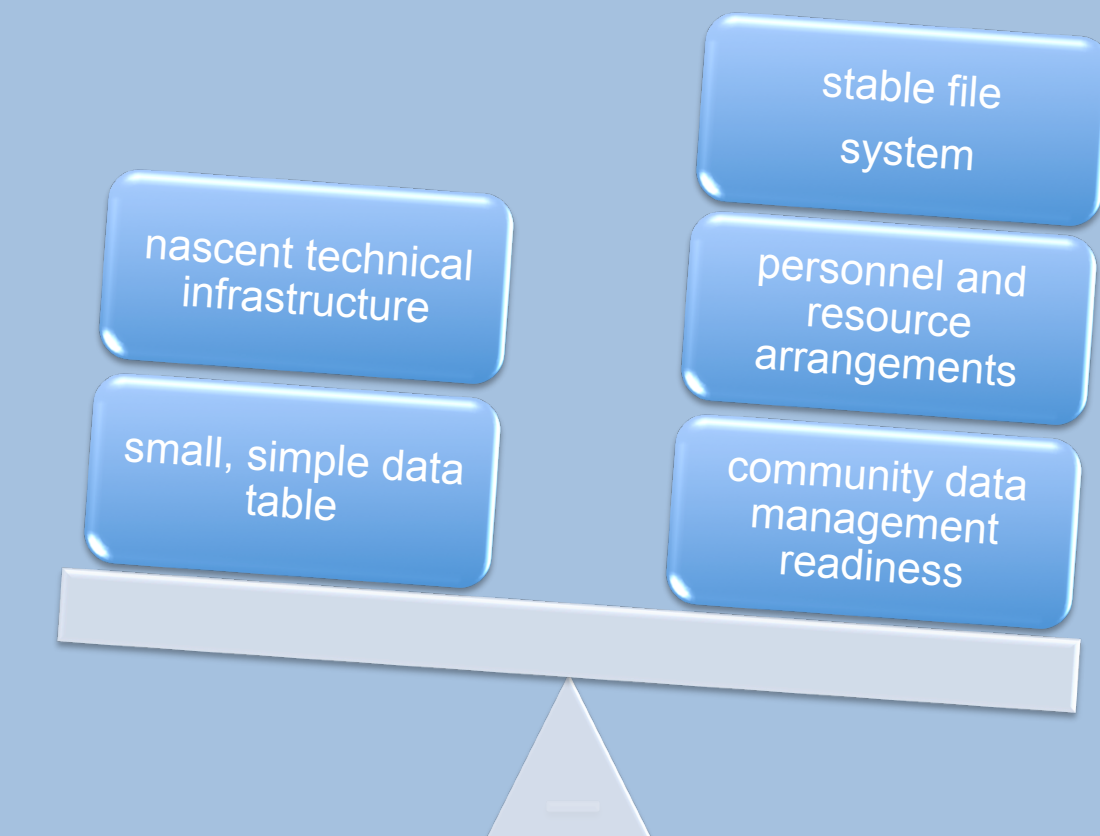 nascent technical
infrastructure
small, simple data
table
stable file
system
personnel and
resource
arrangements
community data
management
readiness